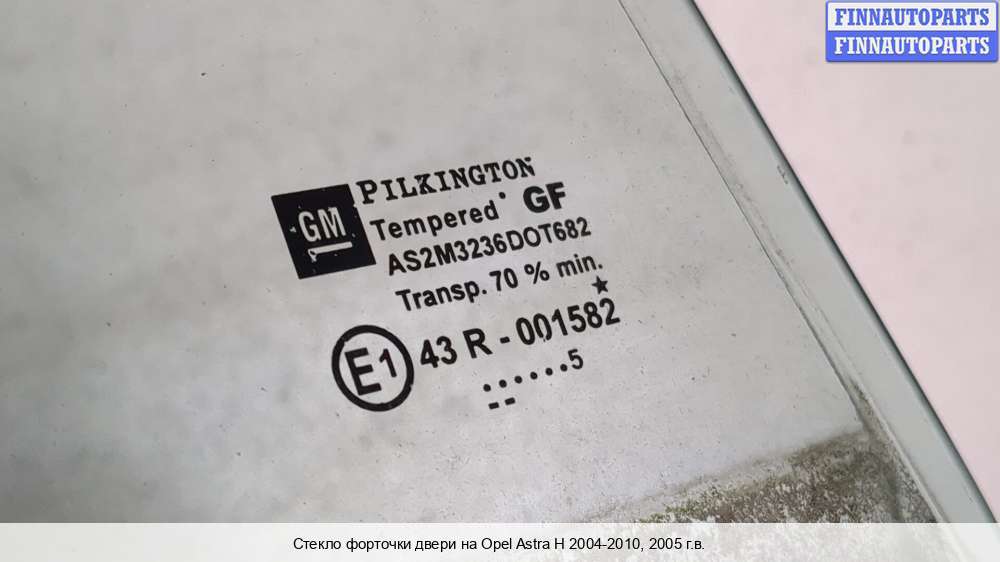 FINNAUTOPARTS
FINNAUTOPARTS
GM
PILKINGTON
Tempered GF
AS2M3236DOT682
Transp. 70 % min.
E1 43 R - 001582
......5
--
Стекло форточки двери на Opel Astra H 2004-2010, 2005 г.в.